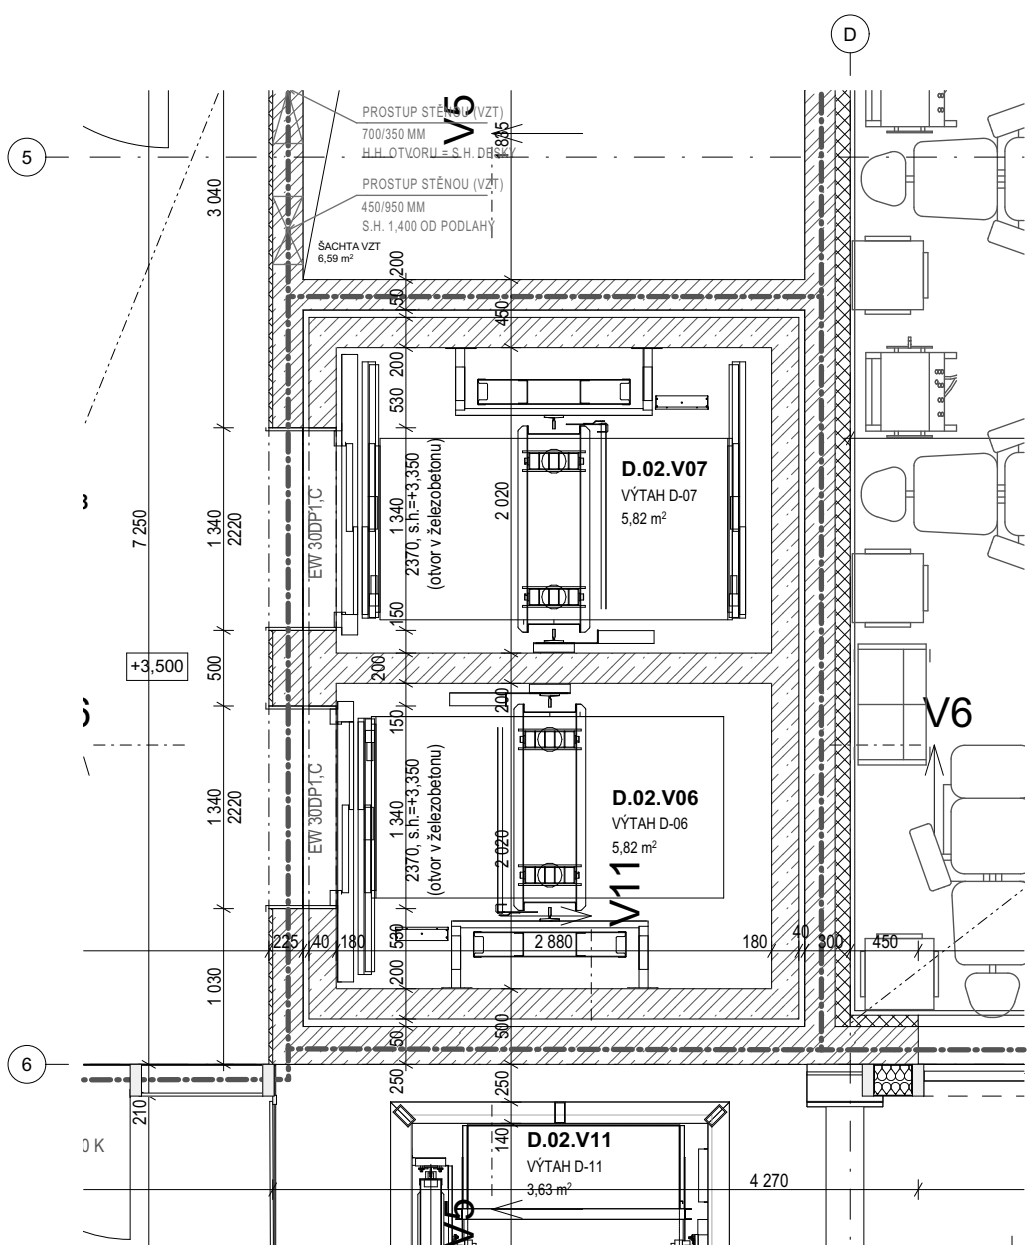 D
5
PROSTUP STĚNOU (VZT)
700/350 MM
H.H. OTVORU = S.H. DESKY
V5
1 835
PROSTUP STĚNOU (VZT)
450/950 MM
S.H. 1,400 OD PODLAHY
ŠACHTA VZT
6,59 m²
3 040
200
50
450
200
530
D.02.V07
VÝTAH D-07
5,82 m²
7 250
1 340
2220
EW 30DP1,C
1 340
2370, s.h.=+3,350
(otvor v železobetonu)
2 020
150
+3,500
500
200
200
150
V6
1 340
2220
EW 30DP1,C
1 340
2370, s.h.=+3,350
(otvor v železobetonu)
2 020
D.02.V06
VÝTAH D-06
5,82 m²
V11
225
40
180
530
2 880
180
40
300
450
1 030
200
500
50
6
250
250
210
140
D.02.V11
VÝTAH D-11
3,63 m²
0 K
4 270
V5